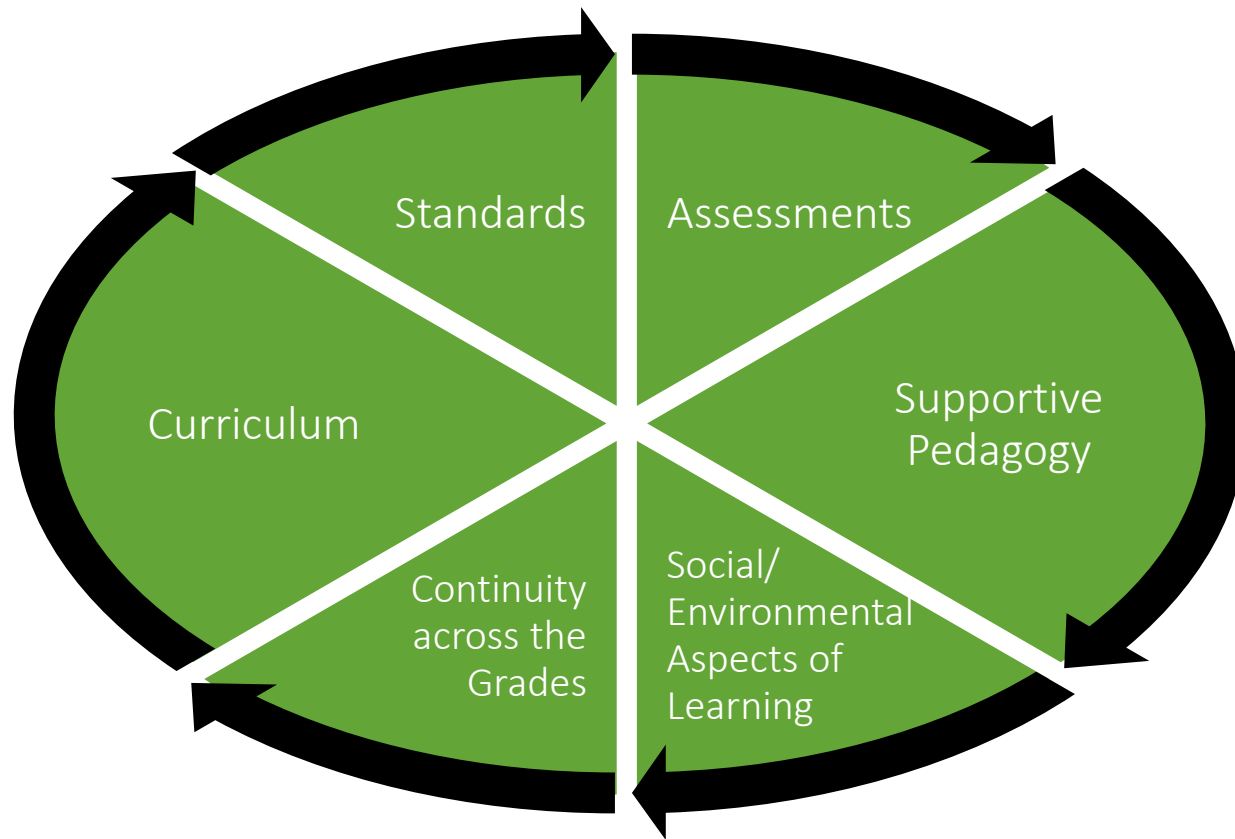 Standards
Assessments
Supportive
Pedagogy
Social/
Environmental
Aspects of
Learning
Continuity
across the
Grades
Curriculum